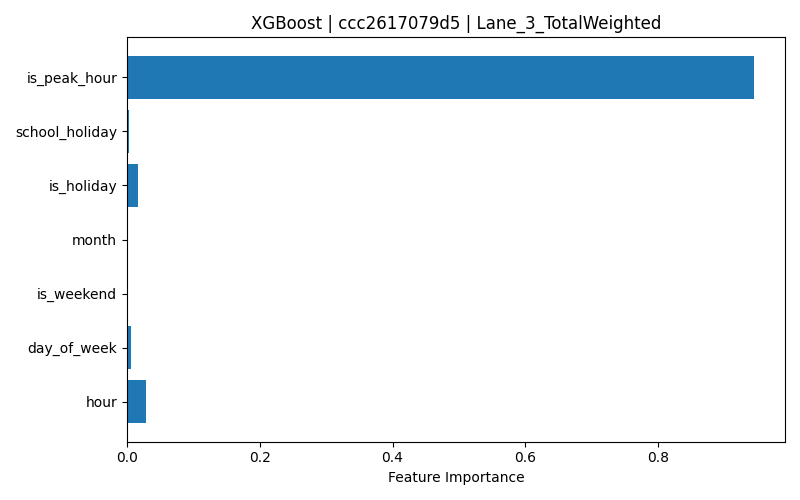 XGBoost | ccc2617079d5 | Lane_3_TotalWeighted
is_peak_hour
school_holiday
is_holiday
month
is_weekend
day_of_week
hour
0.0 0.2 0.4 0.6 0.8
Feature Importance